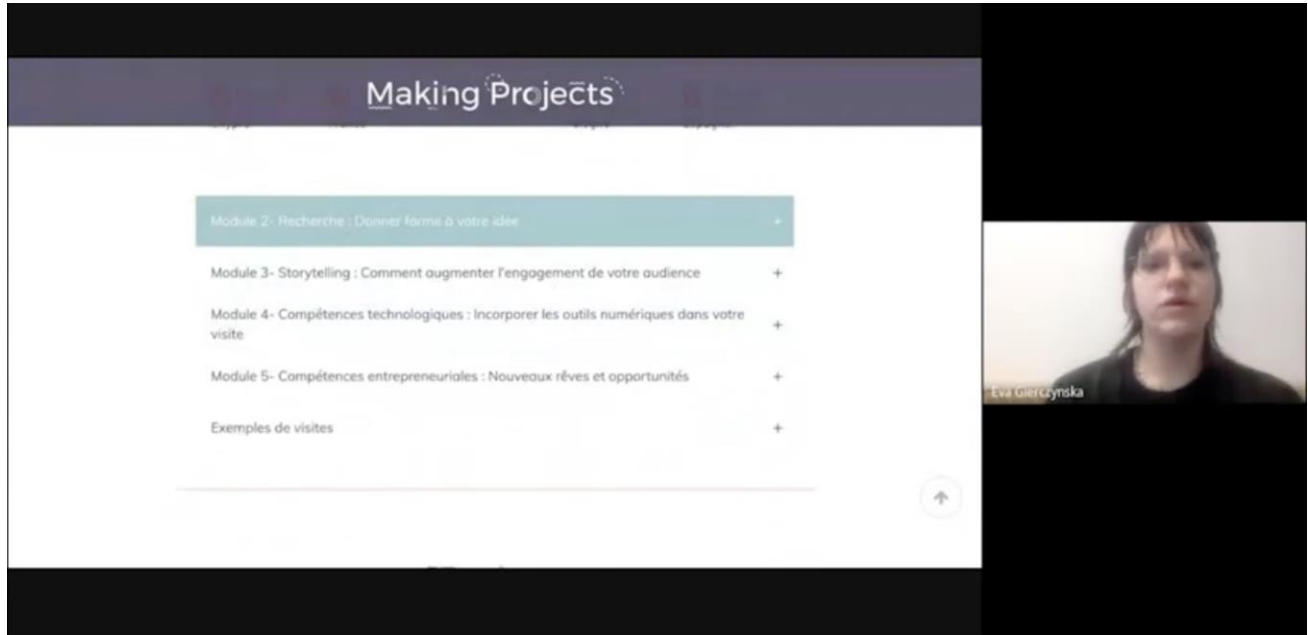 Making Projects
Module 2- Recherche : Donner forme à votre idée +
Module 3- Storytelling : Comment augmenter l'engagement de votre audience +
Module 4- Compétences technologiques : Incorporer les outils numériques dans votre +
visite
Module 5- Compétences entrepreneuriales : Nouveaux rêves et opportunités +
Exemples de visites +
Eva Gierczynska